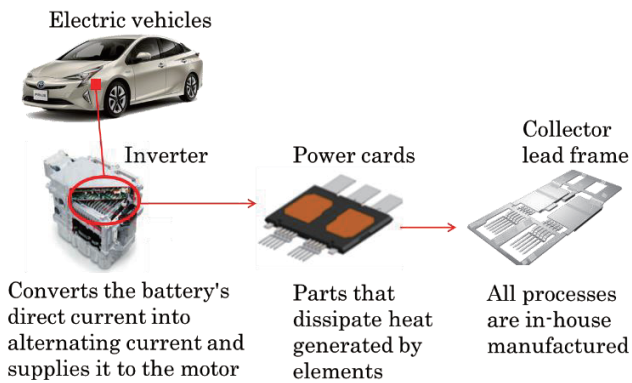 Electric vehicles
Inverter
Converts the battery's
direct current into
alternating current and
supplies it to the motor
Power cards
Parts that
dissipate heat
generated by
elements
Collector
lead frame
All processes
are in-house
manufactured